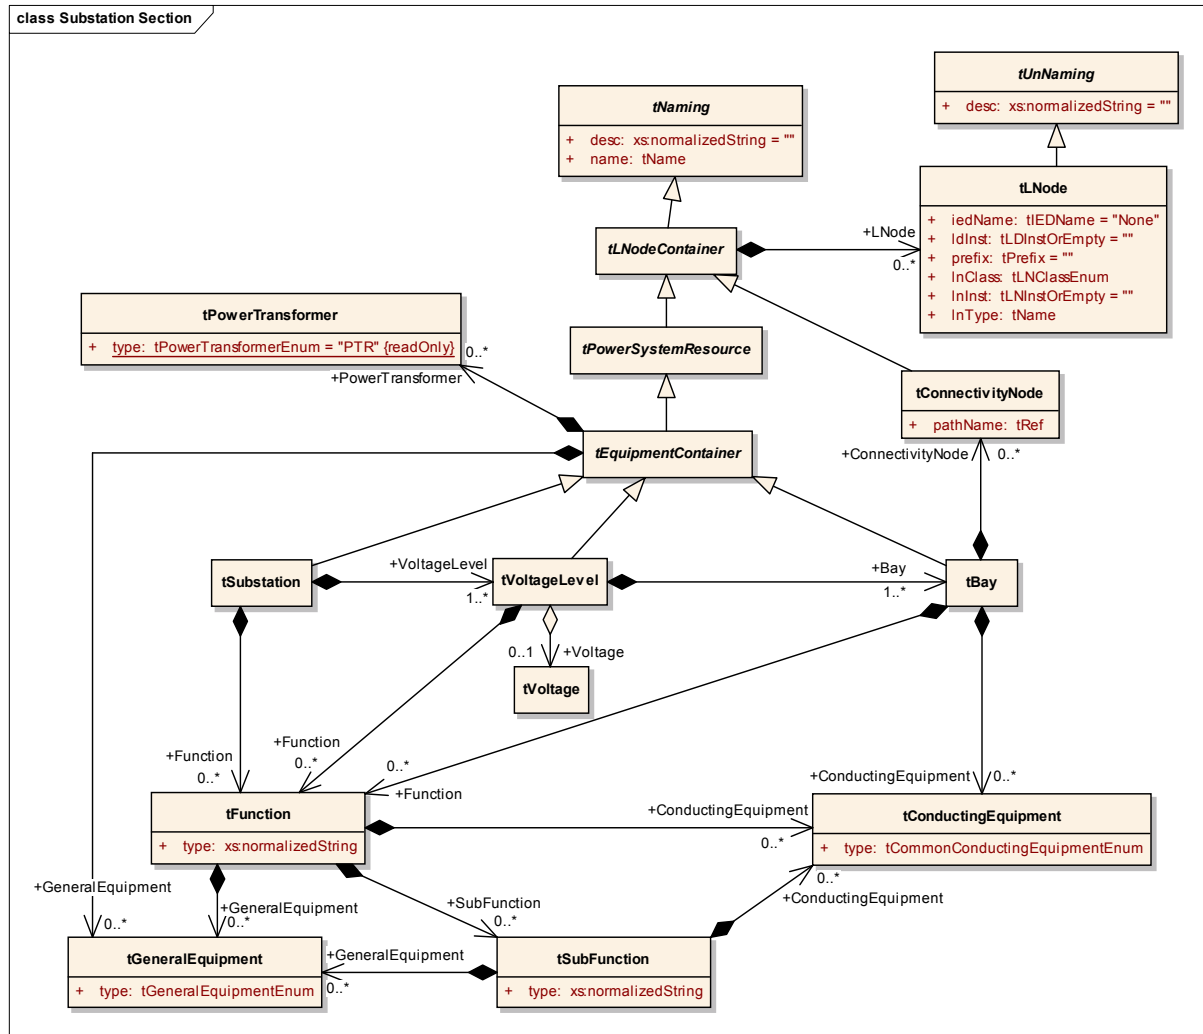 class Substation Section
tUnNaming
+ desc: xs:normalizedString = ""
tNaming
+ desc: xs:normalizedString = ""
+ name: tName
tLNode
+ iedName: tIEDName = "None"
+ ldInst: tLDInstOrEmpty = ""
+ prefix: tPrefix = ""
+ lnClass: tLNClassEnum
+ lnInst: tLNInstOrEmpty = ""
+ lnType: tName
+LNode
0..*
tLNodeContainer
tPowerTransformer
+ type: tPowerTransformerEnum = "PTR" {readOnly}
0..*
+PowerTransformer
tPowerSystemResource
tConnectivityNode
+ pathName: tRef
+ConnectivityNode
0..*
tEquipmentContainer
tSubstation
+VoltageLevel
1..*
tVoltageLevel
+Bay
1..*
tBay
0..1
+Voltage
tVoltage
+Function
0..*
+Function
0..*
0..*
+Function
+ConductingEquipment
0..*
tFunction
+ type: xs:normalizedString
+ConductingEquipment
0..*
tConductingEquipment
+ type: tCommonConductingEquipmentEnum
0..*
+ConductingEquipment
+GeneralEquipment
0..*
+GeneralEquipment
0..*
+SubFunction
0..*
tGeneralEquipment
+ type: tGeneralEquipmentEnum
+GeneralEquipment
0..*
tSubFunction
+ type: xs:normalizedString